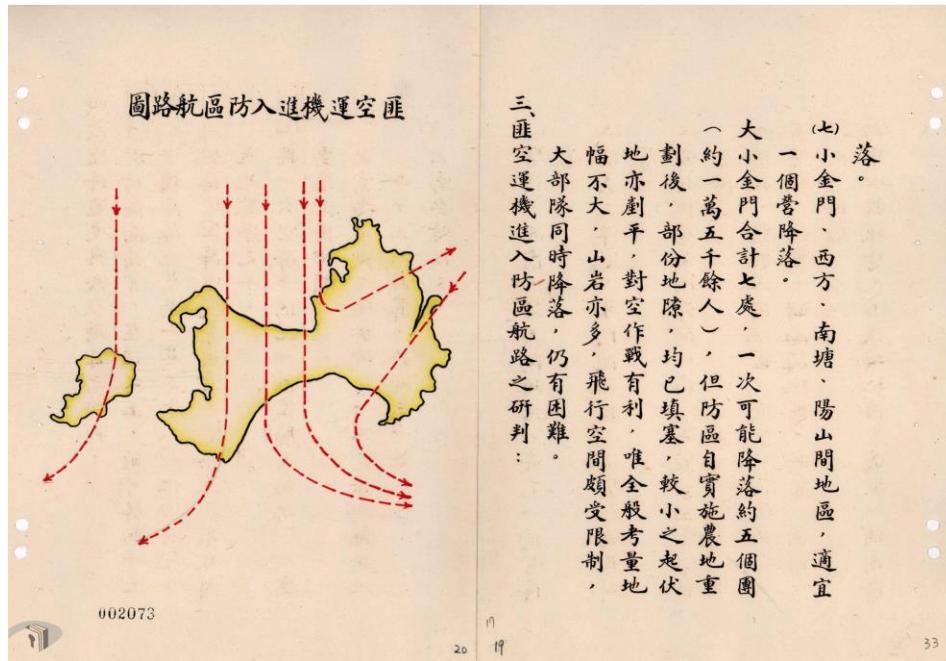 落。
㈦小金門、西方、南塘、陽山間地區，適宜
一個營降落。
大小金門合計七處，一次可能降落約五個團
（約一萬五千餘人），但防區自實施農地重
劃後，部份地隙，均已填塞，較小之起伏
地亦剷平，對空作戰有利，唯全般考量地
幅不大，山岩亦多，飛行空間頗受限制，
大部隊同時降落，仍有困難。
三、匪空運機進入防區航路之研判：
17
19
33
圖路航區防入進機運空匪
002073
20